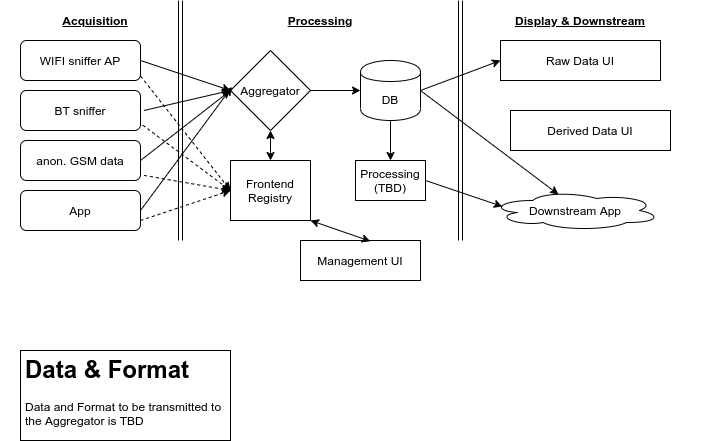 Acquisition
Processing
Display & Downstream
WIFI sniffer AP
BT sniffer
anon. GSM data
App
Aggregator
DB
Frontend
Registry
Processing
(TBD)
Management UI
Raw Data UI
Derived Data UI
Downstream App
Data & Format
Data and Format to be transmitted to
the Aggregator is TBD